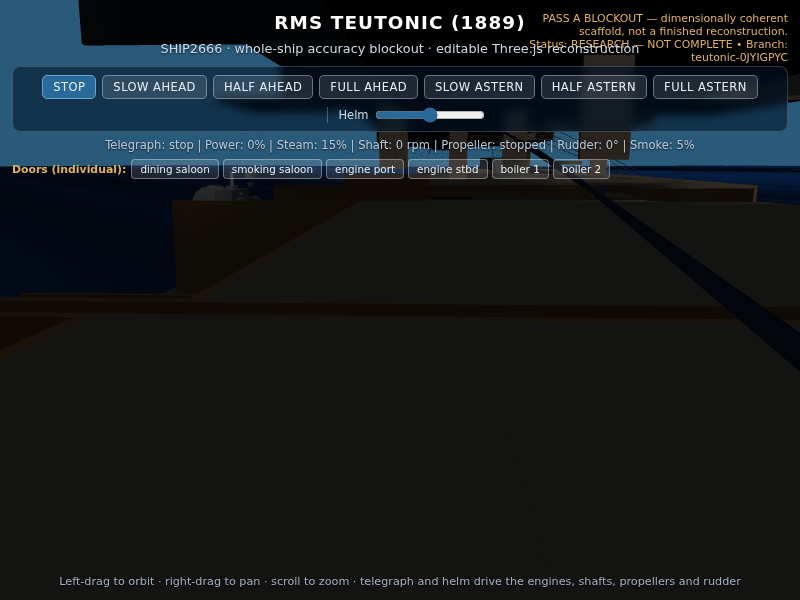 RMS TEUTONIC (1889)
SHIP2666 · whole-ship accuracy blockout · editable Three.js reconstruction
PASS A BLOCKOUT — dimensionally coherent
scaffold, not a finished reconstruction.
Status: RESEARCH — NOT COMPLETE • Branch:
teutonic-0JYIGPYC
STOP SLOW AHEAD HALF AHEAD FULL AHEAD SLOW ASTERN HALF ASTERN FULL ASTERN
Helm
Telegraph: stop | Power: 0% | Steam: 15% | Shaft: 0 rpm | Propeller: stopped | Rudder: 0° | Smoke: 5%
Doors (individual): dining saloon smoking saloon engine port engine stbd boiler 1 boiler 2
Left-drag to orbit · right-drag to pan · scroll to zoom · telegraph and helm drive the engines, shafts, propellers and rudder